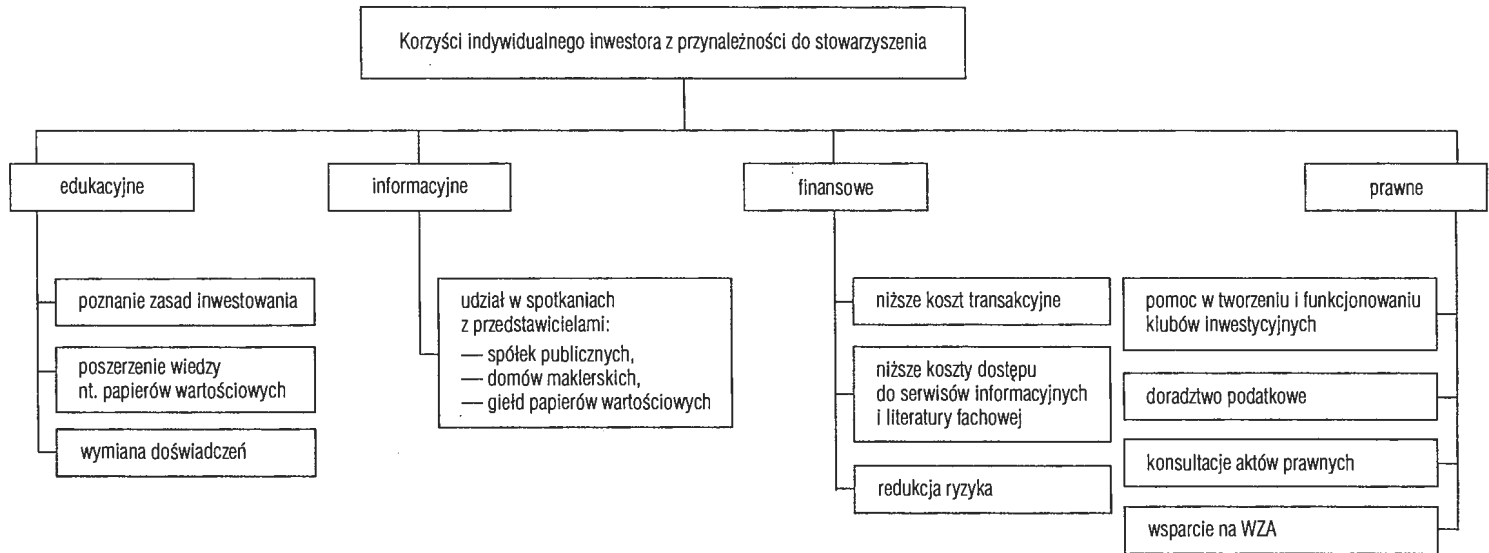 Korzyści indywidualnego inwestora z przynależności do stowarzyszenia
edukacyjne
informacyjne
finansowe
prawne
poznanie zasad inwestowania
poszerzenie wiedzy
nt. papierów wartościowych
wymiana doświadczeń
udział w spotkaniach
z przedstawicielami:
— spółek publicznych,
— domów maklerskich,
— giełd papierów wartościowych
niższe koszt transakcyjne
niższe koszty dostępu
do serwisów informacyjnych
i literatury fachowej
redukcja ryzyka
pomoc w tworzeniu i funkcjonowaniu
klubów inwestycyjnych
doradztwo podatkowe
konsultacje aktów prawnych
wsparcie na WZA